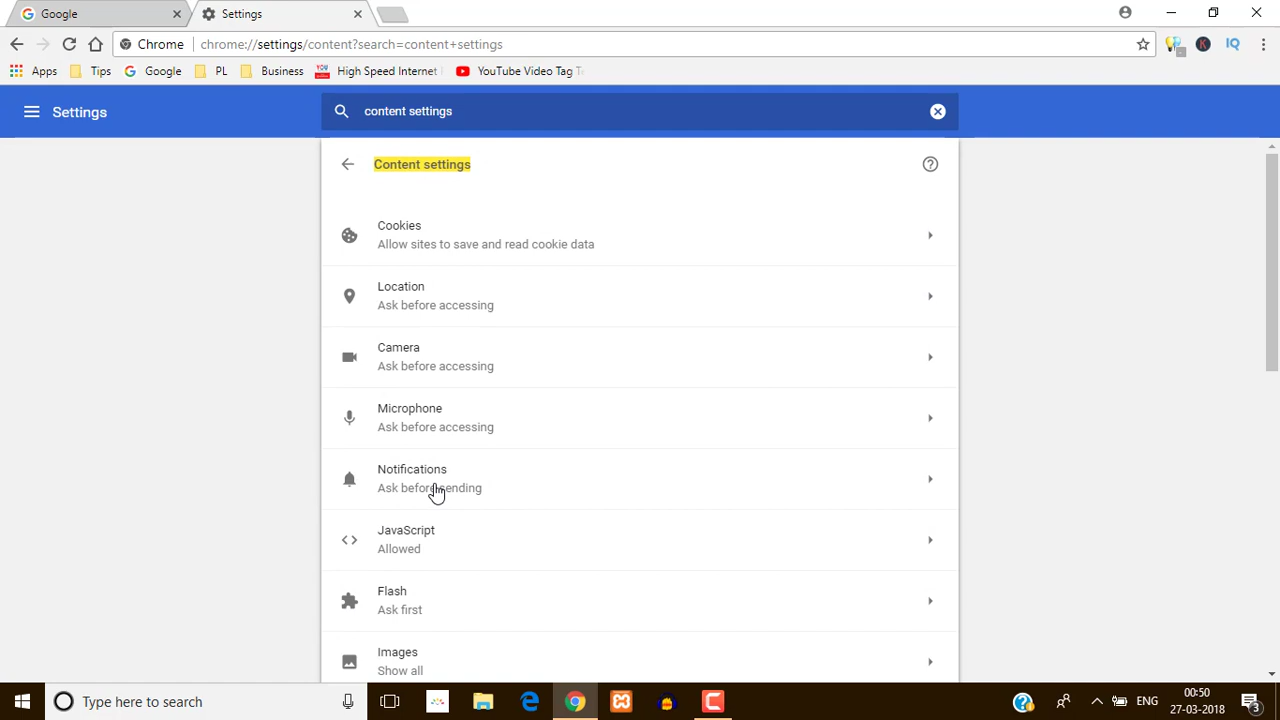 Google
Settings
Chrome
chrome://settings/content?search=content+settings
IQ
Apps
Tips
Google
PL
Business
High Speed Internet
YouTube Video Tag
Settings
content settings
Content settings
Cookies
Allow sites to save and read cookie data
Location
Ask before accessing
Camera
Ask before accessing
Microphone
Ask before accessing
Notifications
Ask before sending
JavaScript
Allowed
Flash
Ask first
Images
Show all
Type here to search
ENG
00:50
27-03-2018
3